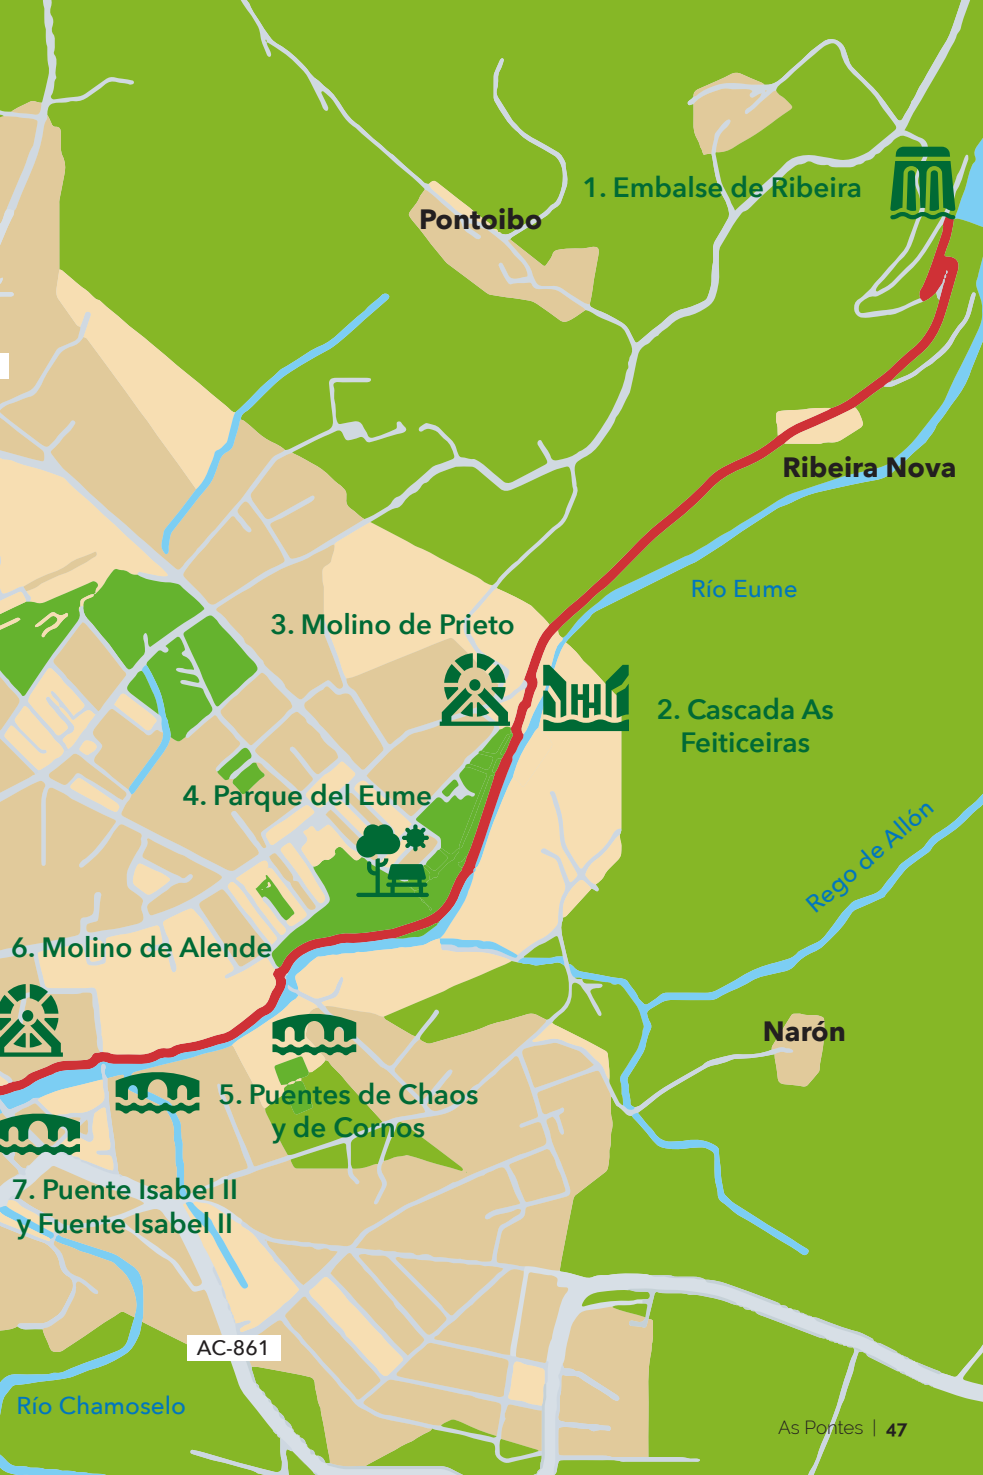 1. Embalse de Ribeira
Pontoibo
Ribeira Nova
Río Eume
3. Molino de Prieto
2. Cascada As
Feiticeiras
4. Parque del Eume
Rego de Allón
6. Molino de Alende
Narón
5. Puentes de Chaos
y de Cornos
7. Puente Isabel II
y Fuente Isabel II
AC-861
Río Chamoselo
As Pontes | 47